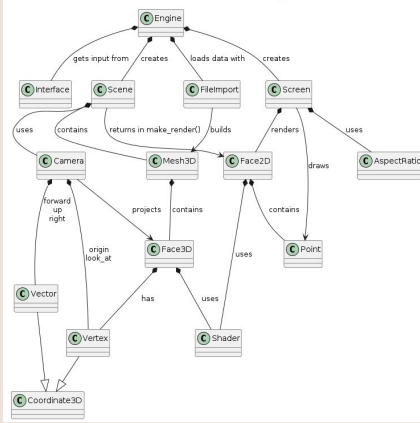 C Engine
gets input from
creates
loads data with
creates
C Interface
C Scene
C FileImport
C Screen
uses
contains
returns in make_render()
builds
renders
uses
draws
C Camera
C Mesh3D
C Face2D
C AspectRatio
forward
up
right
origin
look_at
projects
contains
contains
C Face3D
C Point
uses
has
uses
C Vector
C Vertex
C Shader
C Coordinate3D